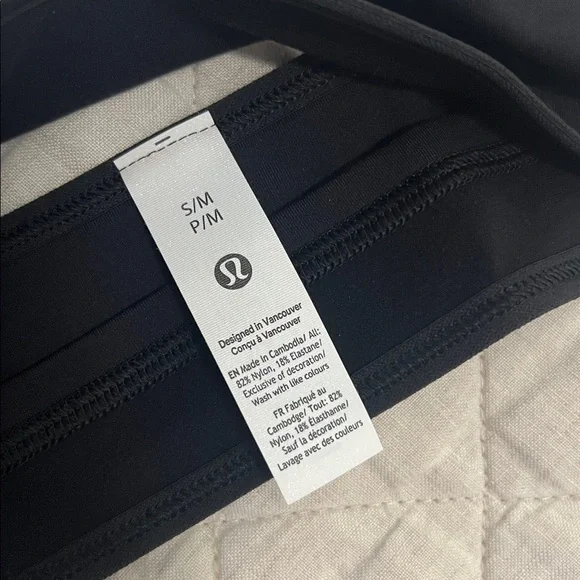 S/M
P/M
Designed in Vancouver
Conçu à Vancouver
EN Made in Cambodia/ All:
82% Nylon, 18% Elastane/
Exclusive of decoration/
Wash with like colours
FR Fabriqué au
Cambodge/ Tout: 82%
Nylon, 18% Élasthanne/
Sauf la décoration/
Lavage avec des couleurs